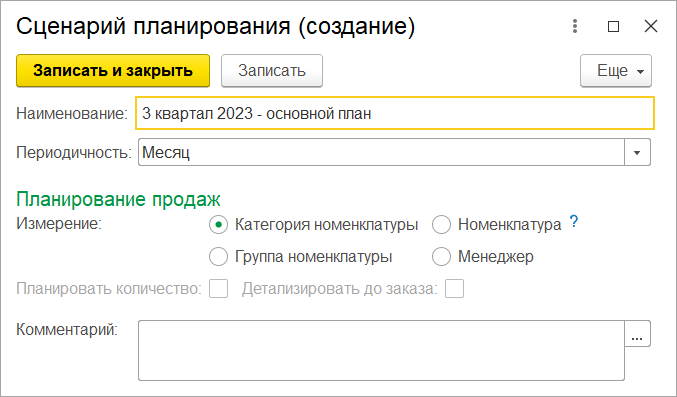 Сценарий планирования (создание)
Записать и закрыть Записать Еще
Наименование: 3 квартал 2023 - основной план
Периодичность: Месяц
Планирование продаж
Измерение: Категория номенклатуры Номенклатура ?
Группа номенклатуры Менеджер
Планировать количество: Детализировать до заказа:
Комментарий: ...